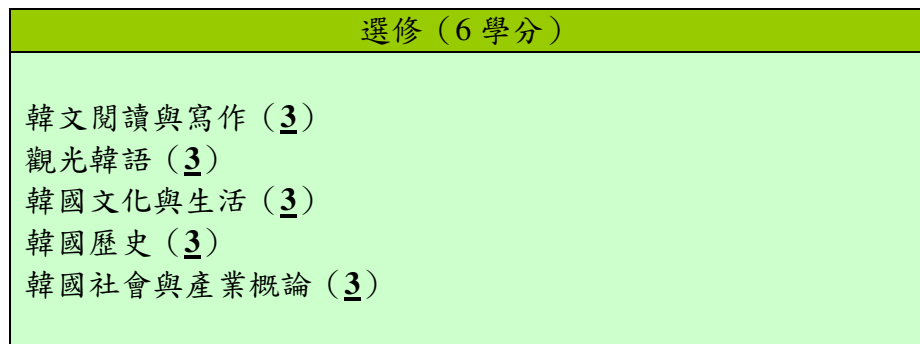 選修（6 學分）
韓文閱讀與寫作（3）
觀光韓語（3）
韓國文化與生活（3）
韓國歷史（3）
韓國社會與產業概論（3）